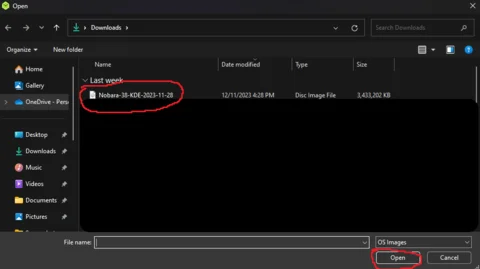 Open
Downloads
Search Downloads
Organize
New folder
Home
Gallery
OneDrive - Pers
Desktop
Downloads
Music
Videos
Documents
Pictures
Name
Date modified
Type
Size
Last week
Nobara-38-KDE-2023-11-28
12/11/2023 4:28 PM
Disc Image File
3,433,202 KB
File name:
OS Images
Open
Cancel